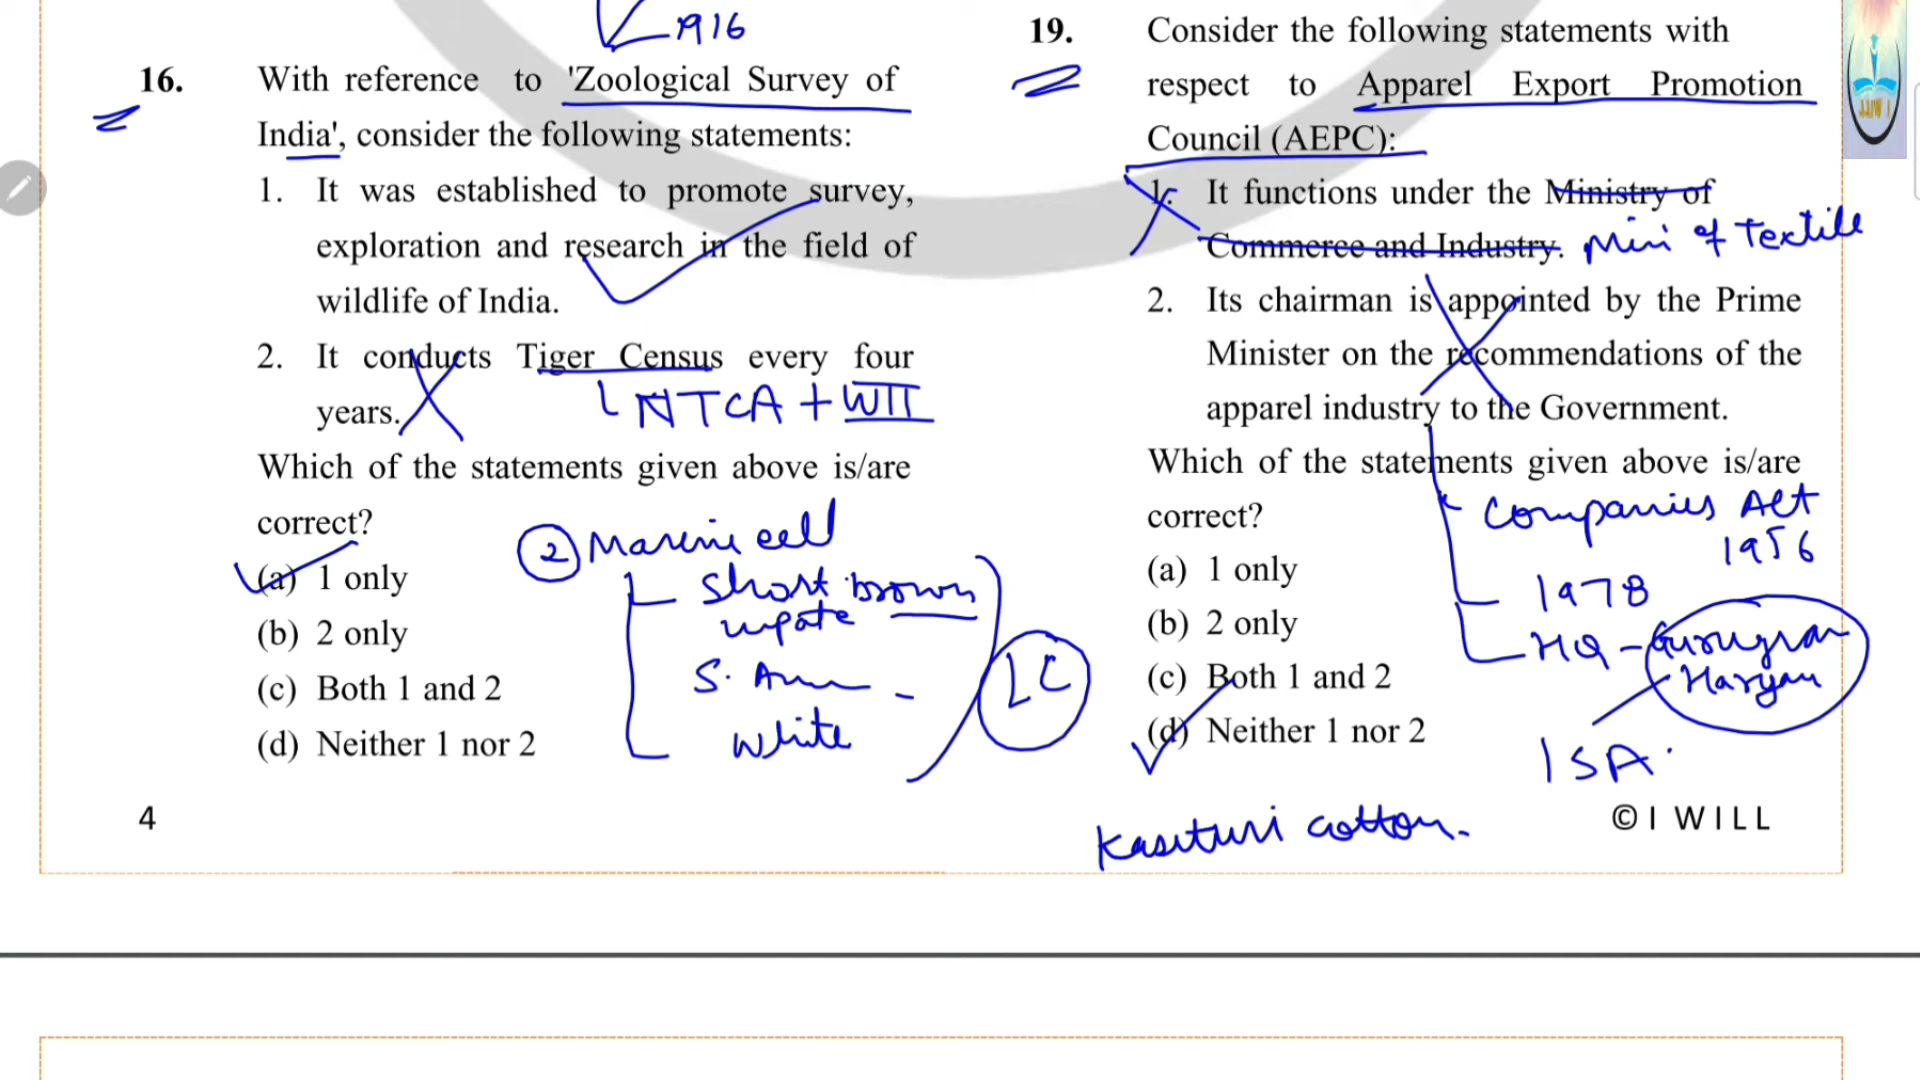 1916
16. With reference to 'Zoological Survey of
India', consider the following statements:
1. It was established to promote survey,
exploration and research in the field of
wildlife of India.
2. It conducts Tiger Census every four
years.
NTCA + WII
Which of the statements given above is/are
correct?
(a) 1 only
(b) 2 only
(c) Both 1 and 2
(d) Neither 1 nor 2
2 Marine cell
short brown
S.
white
LC
4
19. Consider the following statements with
respect to Apparel Export Promotion
Council (AEPC):
1. It functions under the Ministry of
Commerce and Industry. Mini of Textile
2. Its chairman is appointed by the Prime
Minister on the recommendations of the
apparel industry to the Government.
Which of the statements given above is/are
correct?
(a) 1 only
(b) 2 only
(c) Both 1 and 2
(d) Neither 1 nor 2
Companies Act
1956
1978
HQ -
ISA.
Kasturi cotton.
© I WILL